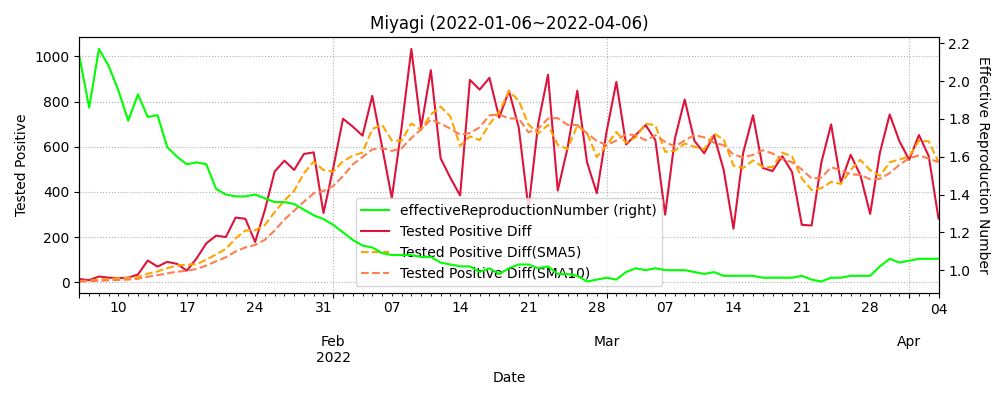 Miyagi (2022-01-06~2022-04-06)
Tested Positive
1000
800
600
400
200
0
2.2
2.0
1.8
1.6
1.4
1.2
1.0
Effective Reproduction Number
effectiveReproductionNumber (right)
Tested Positive Diff
Tested Positive Diff(SMA5)
Tested Positive Diff(SMA10)
10 17 24 31 07 14 21 28 07 14 21 28 04
Feb Mar Apr
2022
Date